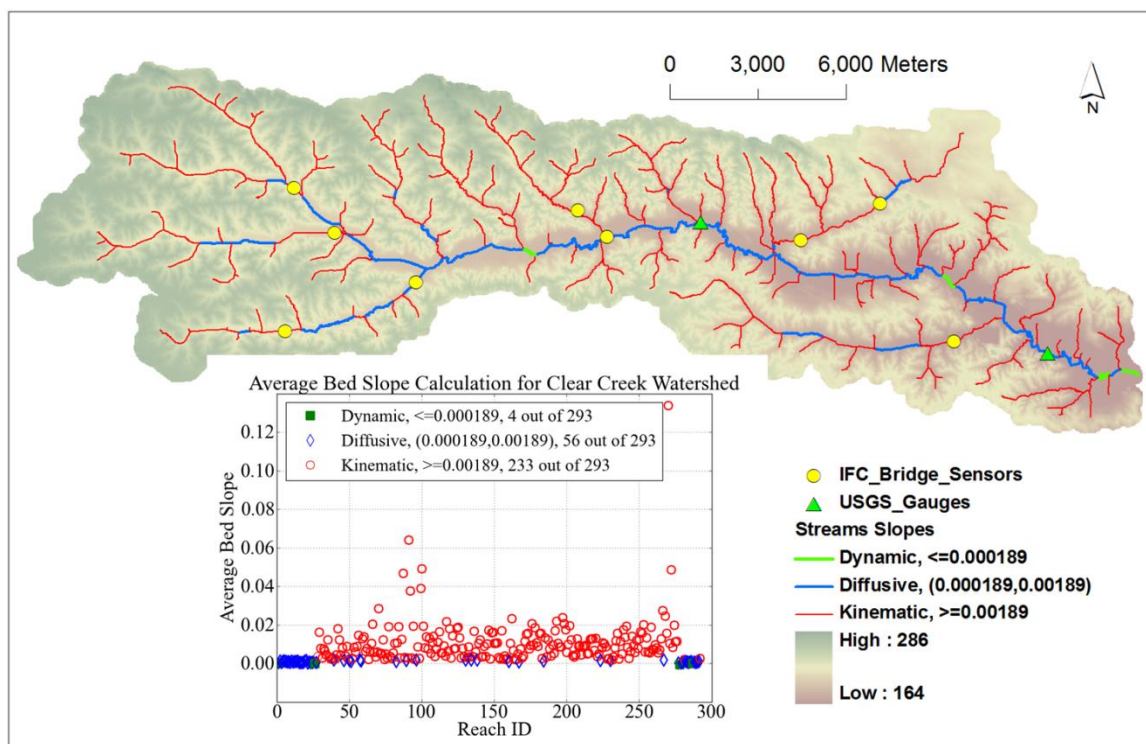 0 3,000 6,000 Meters
N
Average Bed Slope Calculation for Clear Creek Watershed
Dynamic, <=0.000189, 4 out of 293
Diffusive, (0.000189,0.00189), 56 out of 293
Kinematic, >=0.00189, 233 out of 293
0.12
0.10
0.08
0.06
0.04
0.02
0.00
Average Bed Slope
0 50 100 150 200 250 300
Reach ID
IFC_Bridge_Sensors
USGS_Gauges
Streams Slopes
Dynamic, <=0.000189
Diffusive, (0.000189,0.00189)
Kinematic, >=0.00189
High : 286
Low : 164